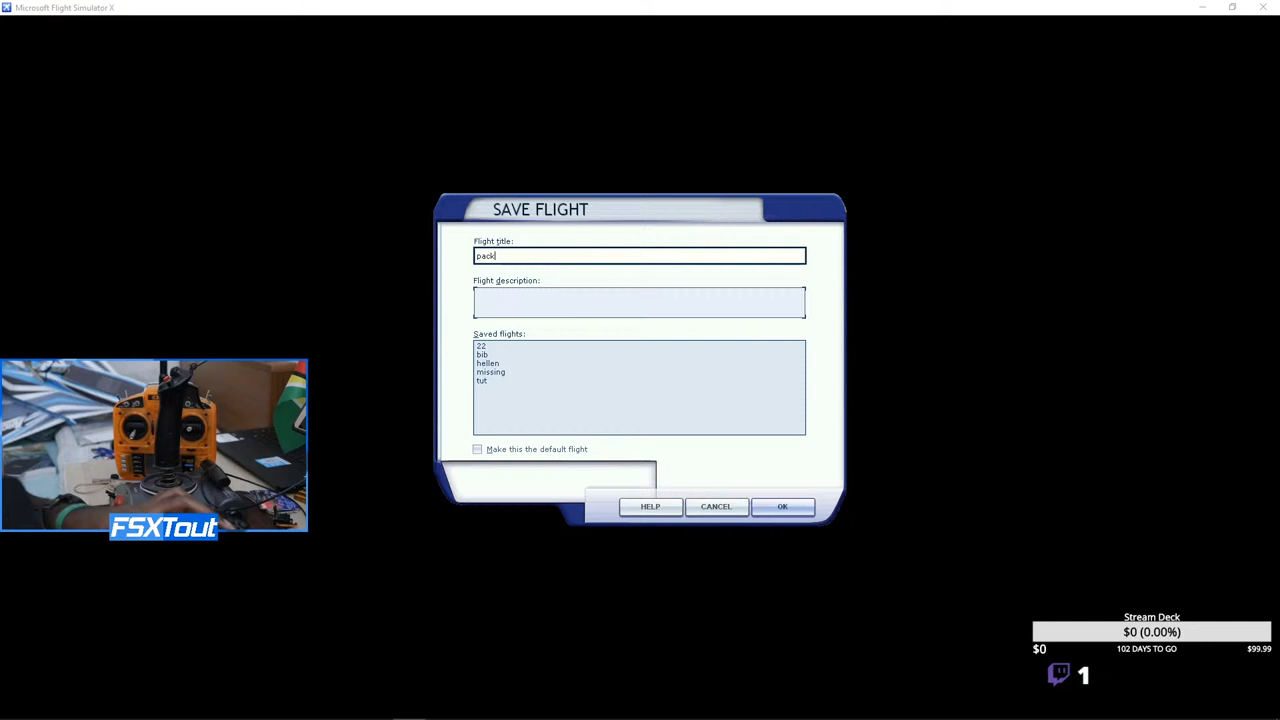 Microsoft Flight Simulator X
SAVE FLIGHT
Flight title:
pack
Flight description:
Saved flights:
22
bib
hellen
missing
tut
Make this the default flight
HELP
CANCEL
OK
FSXTout
Stream Deck
$0 (0.00%)
$0
102 DAYS TO GO
$99.99
1